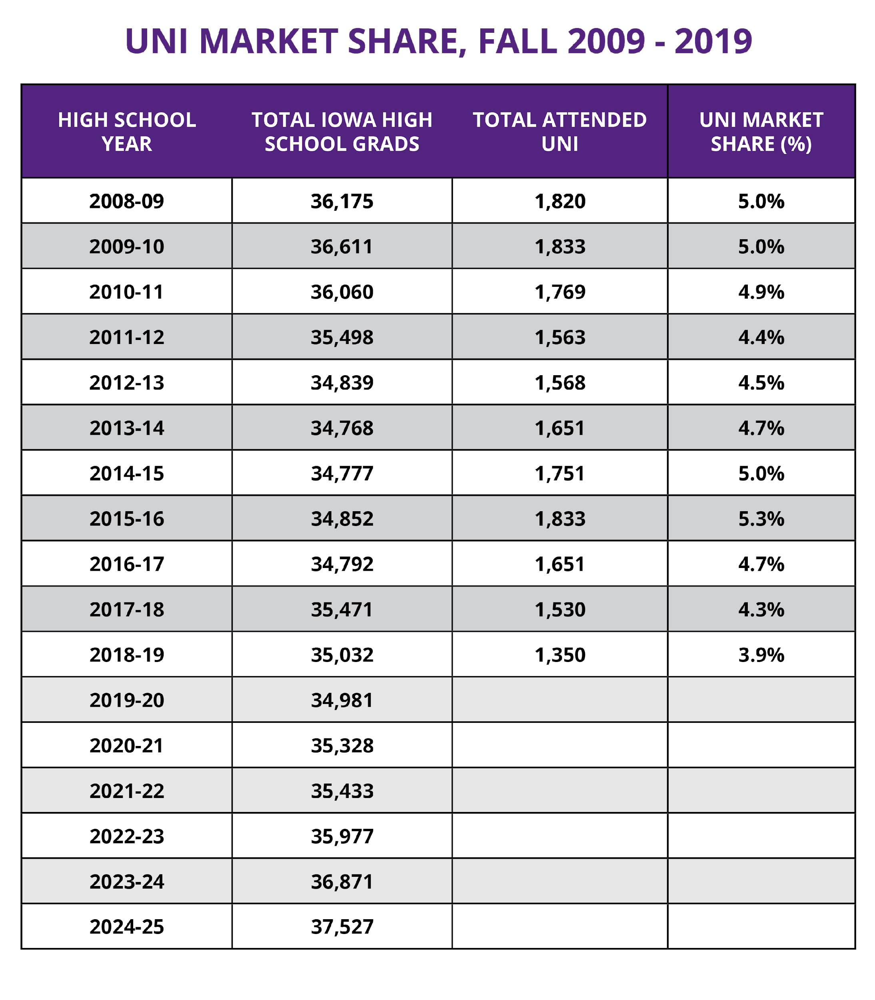 UNI MARKET SHARE, FALL 2009 - 2019
HIGH SCHOOL YEAR TOTAL IOWA HIGH SCHOOL GRADS TOTAL ATTENDED UNI UNI MARKET SHARE (%)
2008-09 36,175 1,820 5.0%
2009-10 36,611 1,833 5.0%
2010-11 36,060 1,769 4.9%
2011-12 35,498 1,563 4.4%
2012-13 34,839 1,568 4.5%
2013-14 34,768 1,651 4.7%
2014-15 34,777 1,751 5.0%
2015-16 34,852 1,833 5.3%
2016-17 34,792 1,651 4.7%
2017-18 35,471 1,530 4.3%
2018-19 35,032 1,350 3.9%
2019-20 34,981
2020-21 35,328
2021-22 35,433
2022-23 35,977
2023-24 36,871
2024-25 37,527